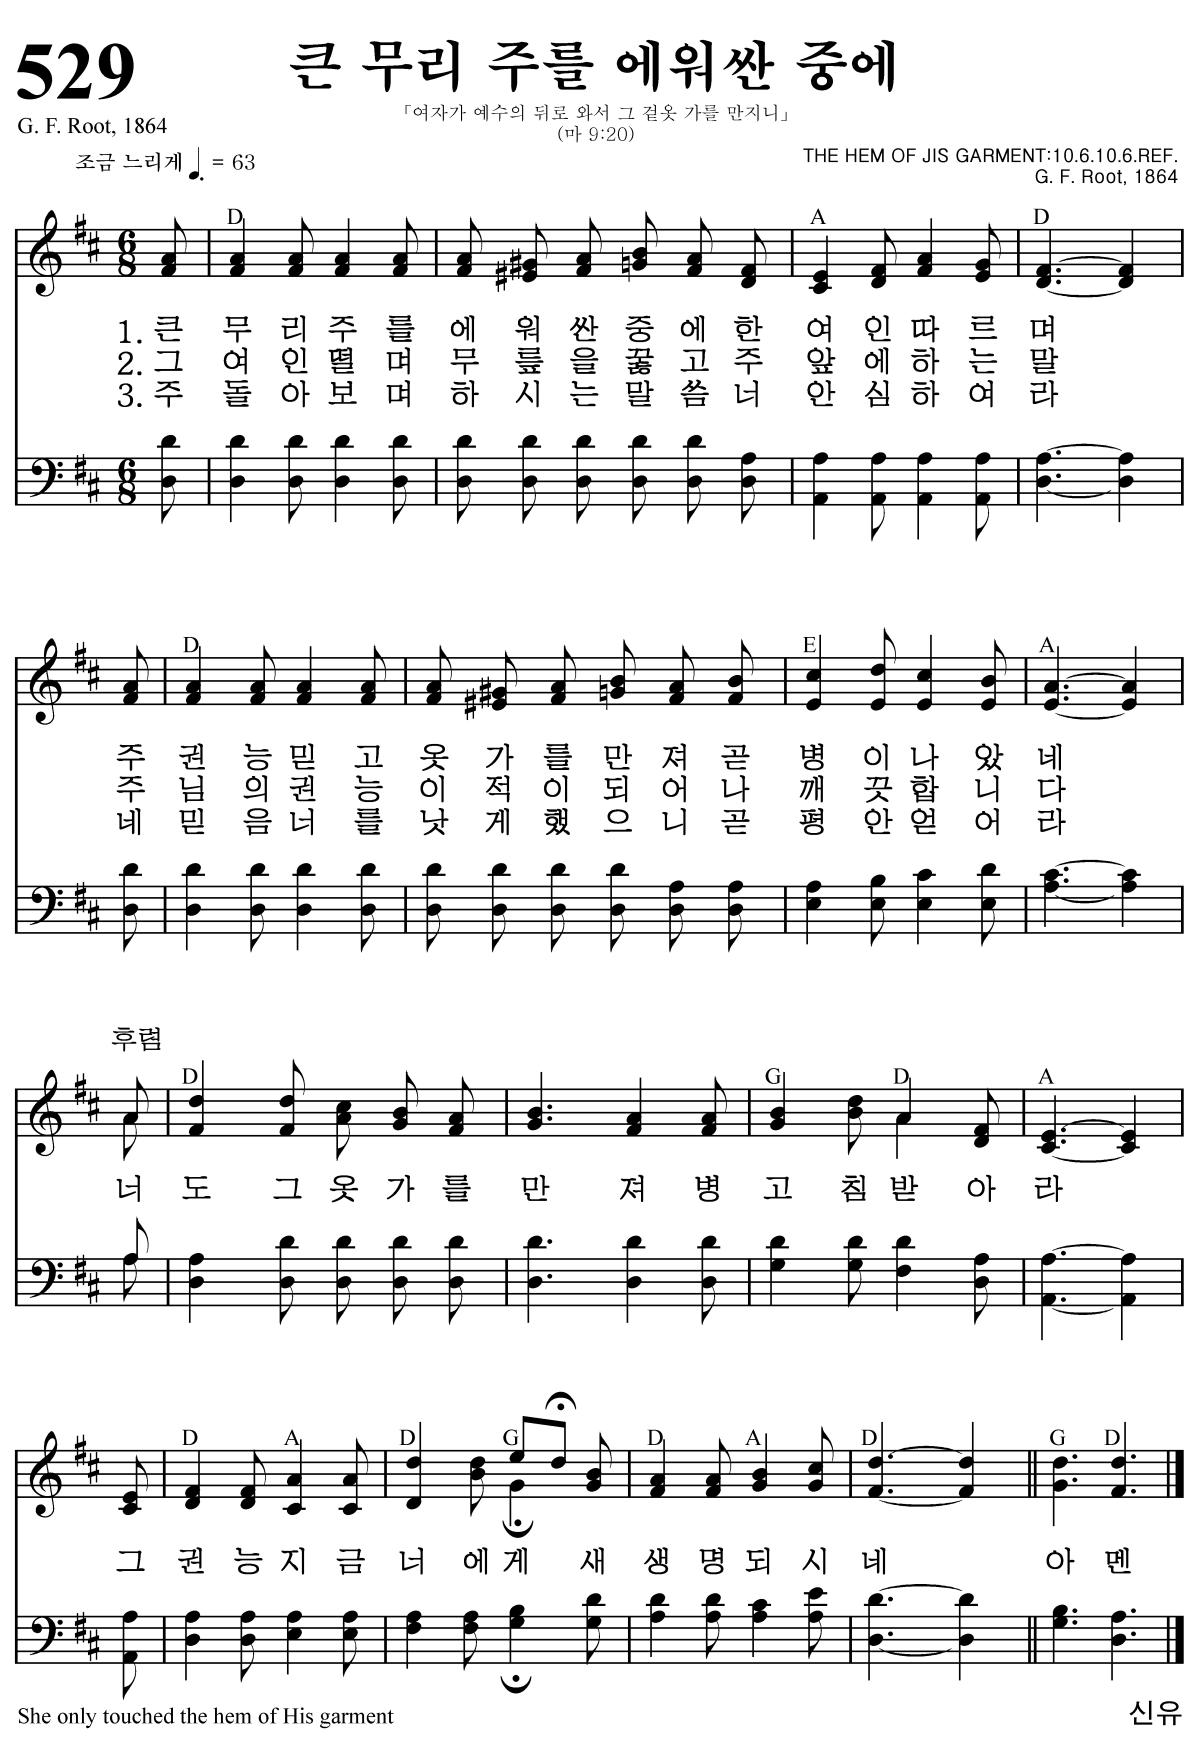 529
큰 무리 주를 에워싼 중에
「여자가 예수의 뒤로 와서 그 겉옷 가를 만지니」
(마 9:20)
G. F. Root, 1864
조금 느리게 ♩. = 63
THE HEM OF JIS GARMENT:10.6.10.6.REF.
G. F. Root, 1864
D A D
6 8
1. 큰 무 리 주 를 에 워 싼 중 에 한 여 인 따 르 며
2. 그 여 인 떨 며 무 릎 을 꿇 고 주 앞 에 하 는 말
3. 주 돌 아 보 며 하 시 는 말 씀 너 안 심 하 여 라
6 8
D E A
주 권 능 믿 고 옷 가 를 만 져 곧 병 이 나 았 네
주 님 의 권 능 이 적 이 되 어 나 깨 끗 합 니 다
네 믿 음 너 를 낫 게 했 으 니 곧 평 안 얻 어 라
후렴
D G D A
너 도 그 옷 가 를 만 져 병 고 침 받 아 라
D A D G D A D G D
그 권 능 지 금 너 에 게 새 생 명 되 시 네 아 멘
She only touched the hem of His garment
신유